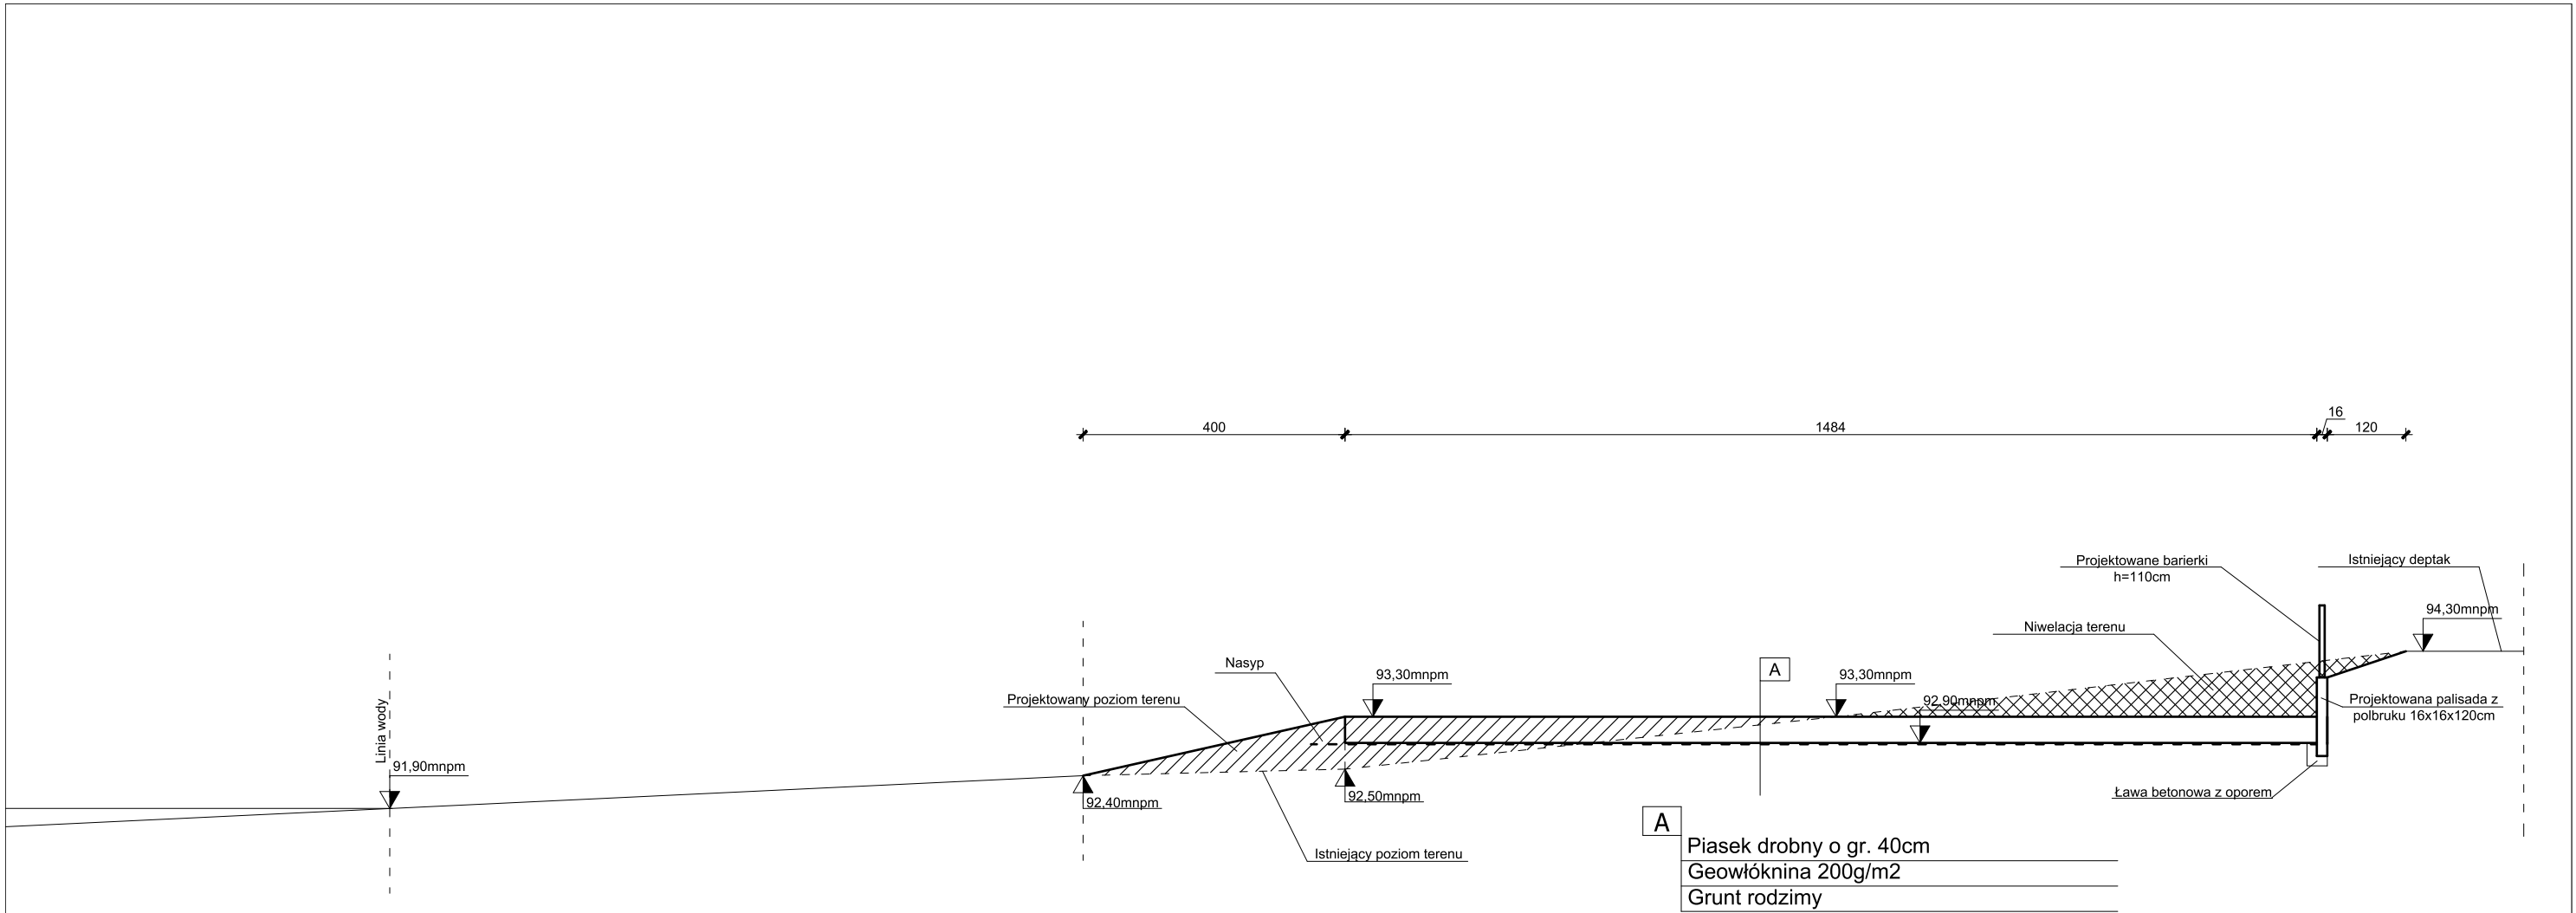 16
400
1484
120
Projektowane barierki
h=110cm
Istniejący deptak
94,30mnpm
Niwelacja terenu
Nasyp
A
93,30mnpm
93,30mnpm
92,90mnpm
Projektowany poziom terenu
Projektowana palisada z
polbruku 16x16x120cm
Linia wody
91,90mnpm
92,40mnpm
92,50mnpm
Ława betonowa z oporem
Istniejący poziom terenu
A
Piasek drobny o gr. 40cm
Geowłóknina 200g/m2
Grunt rodzimy